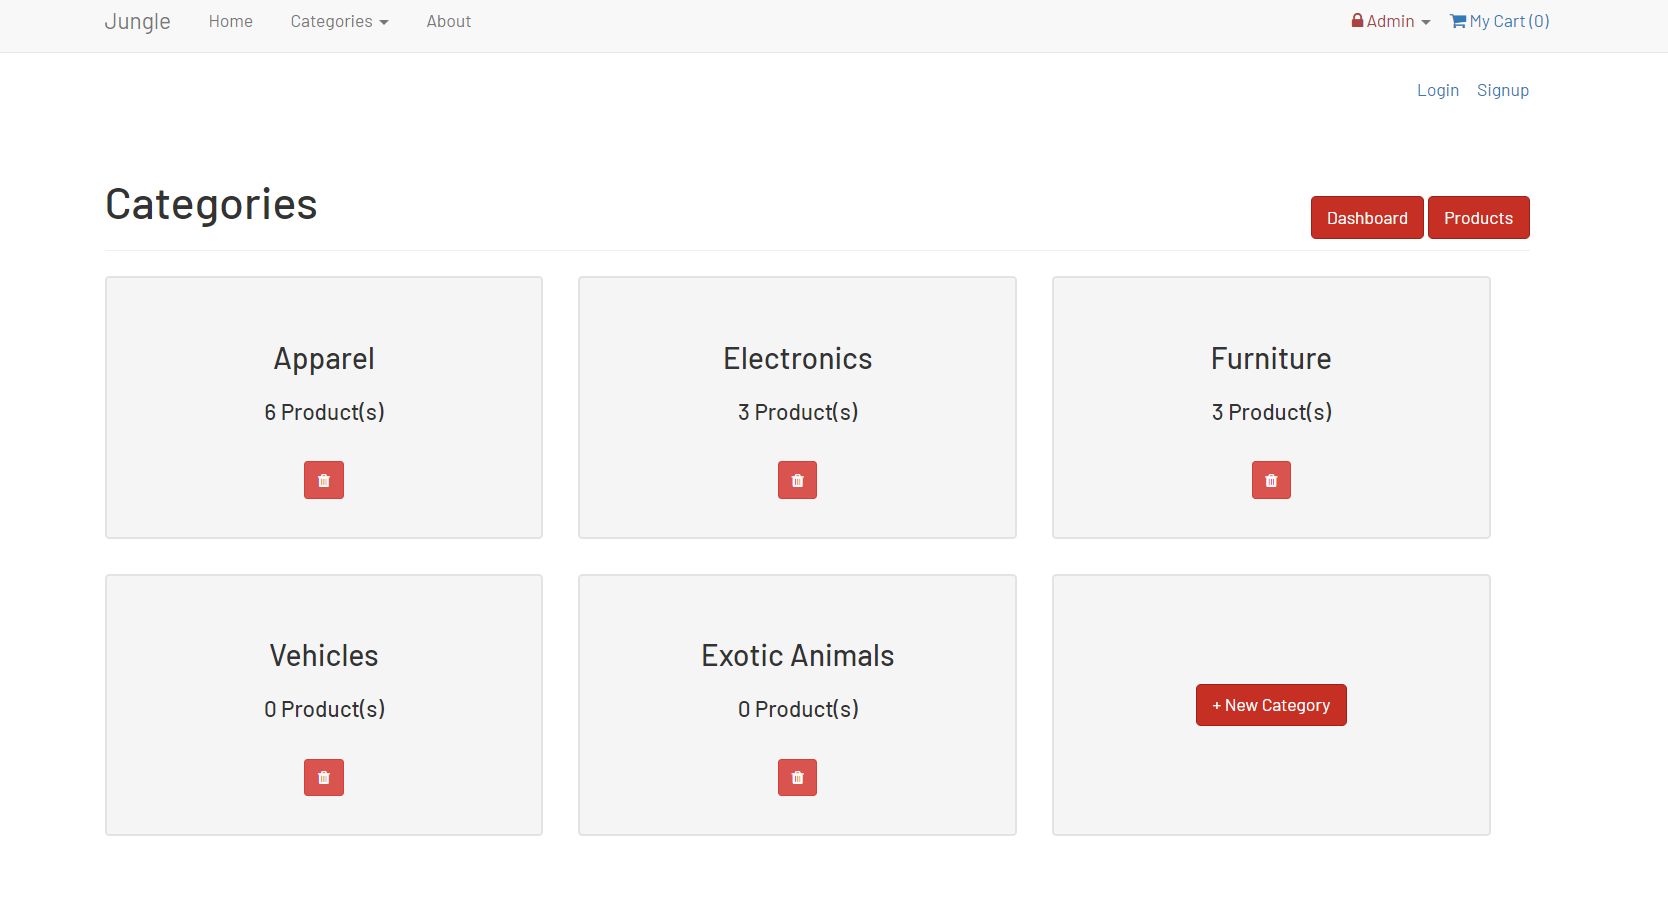 Jungle Home Categories About Admin My Cart (0)
Login Signup
Categories
Dashboard Products
Apparel Electronics Furniture
6 Product(s) 3 Product(s) 3 Product(s)
Vehicles Exotic Animals
0 Product(s) 0 Product(s)
+ New Category